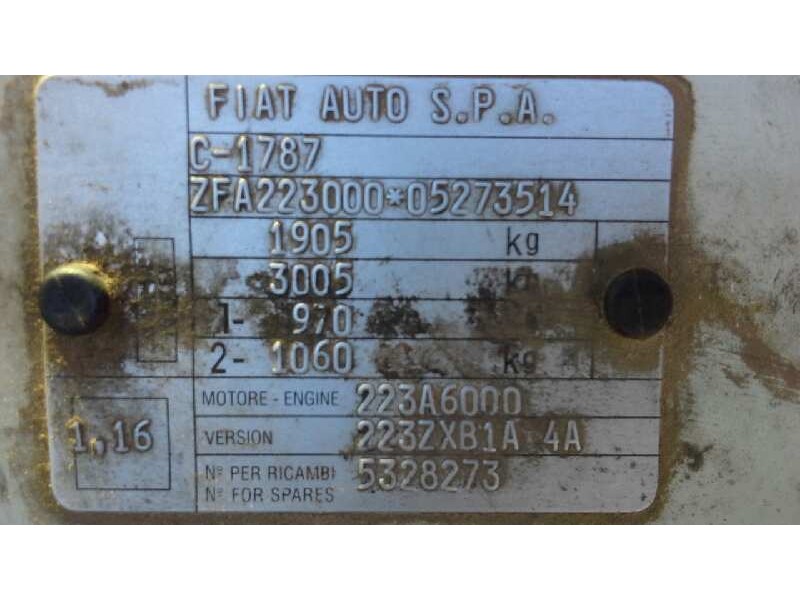 FIAT AUTO S.P.A.
C-1787
ZFA223000*05273514
1905 kg
3005
1- 970
2- 1060 kg
MOTORE - ENGINE 223A6000
VERSION 223ZXB1A 4A
1,16
Nº PER RICAMBI 5328273
Nº FOR SPARES